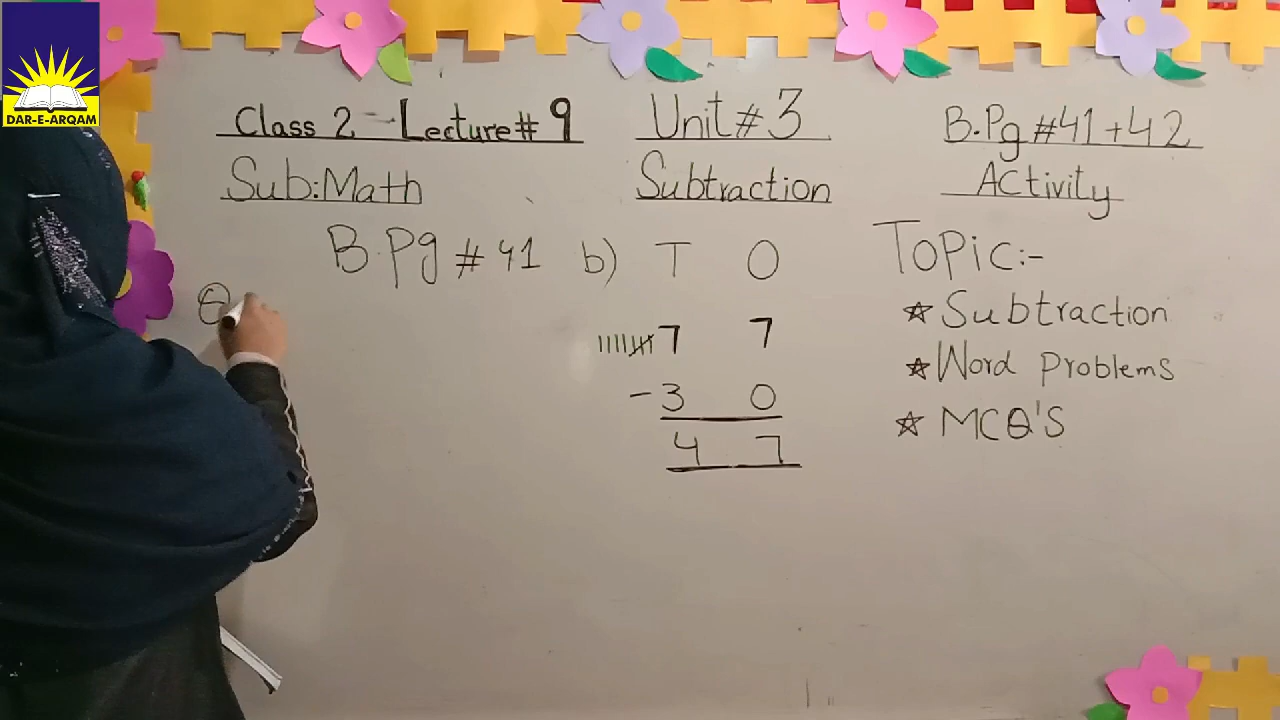 DAR-E-ARQAM
Class 2 - Lecture# 9
Unit # 3
B.Pg #41+42
Sub:Math
Subtraction
Activity
B.Pg # 41
b) T O
7 7
- 3 0
4 7
Topic:-
☆ Subtraction
☆ Word Problems
☆ MCQ'S
Q